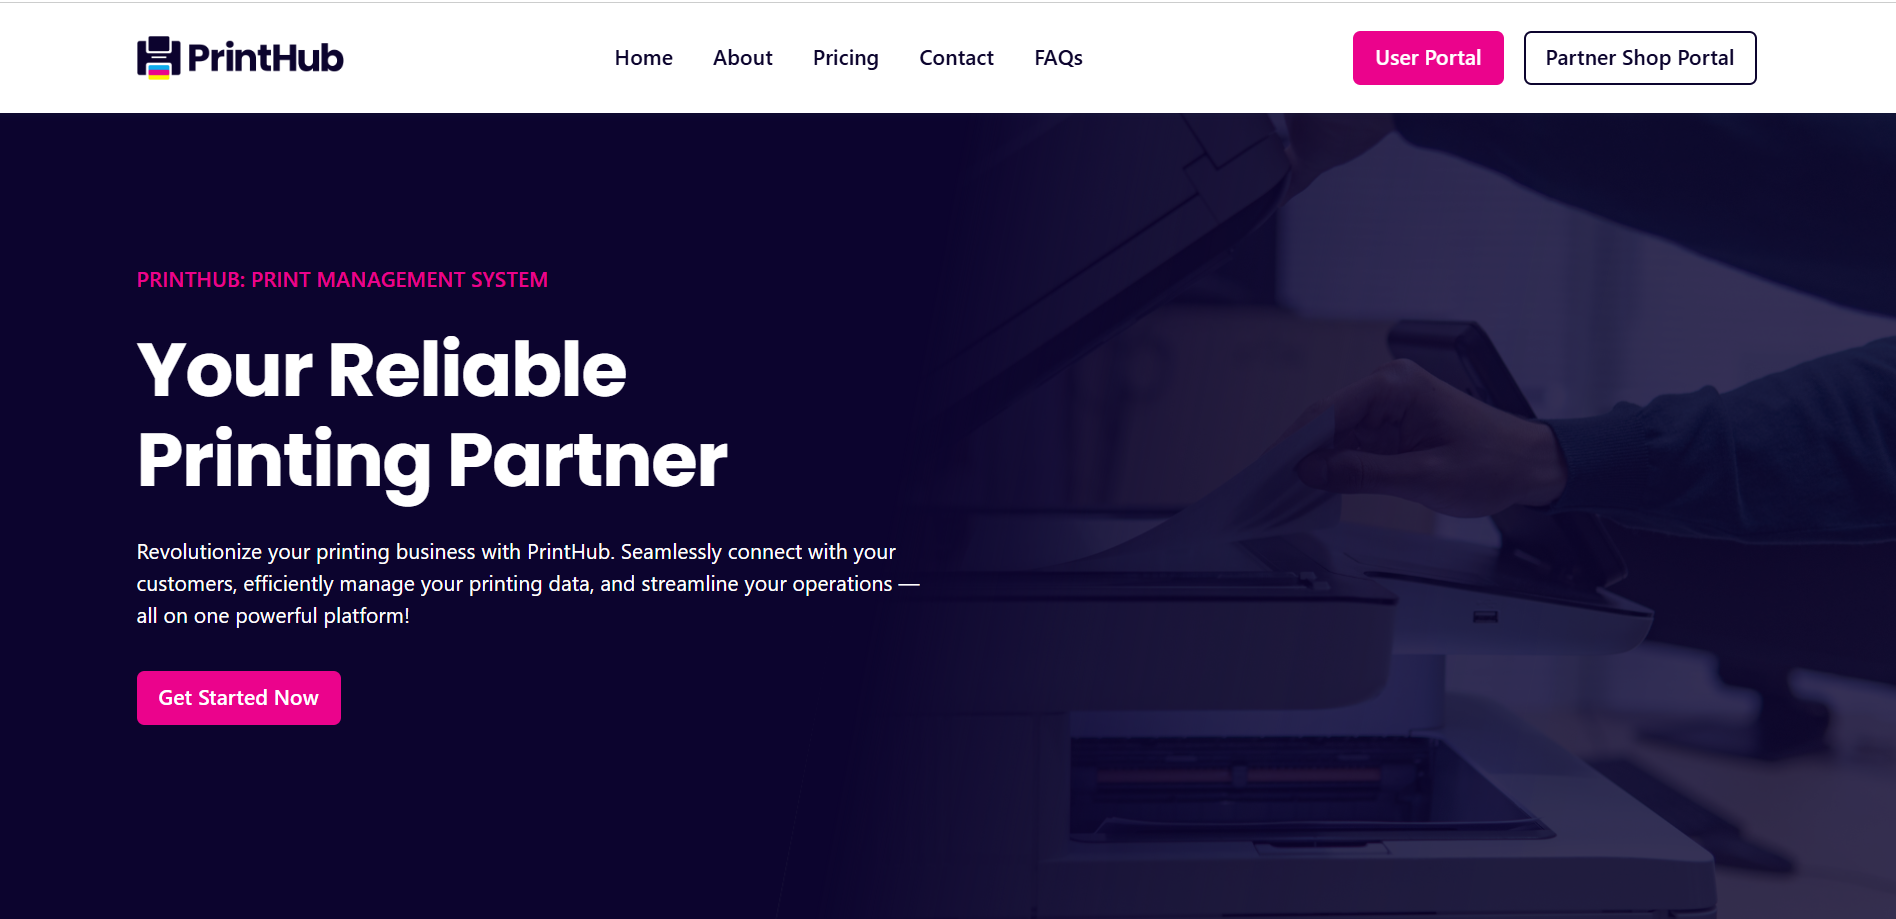 PrintHub
Home
About
Pricing
Contact
FAQs
User Portal
Partner Shop Portal
PRINTHUB: PRINT MANAGEMENT SYSTEM
Your Reliable
Printing Partner
Revolutionize your printing business with PrintHub. Seamlessly connect with your
customers, efficiently manage your printing data, and streamline your operations —
all on one powerful platform!
Get Started Now